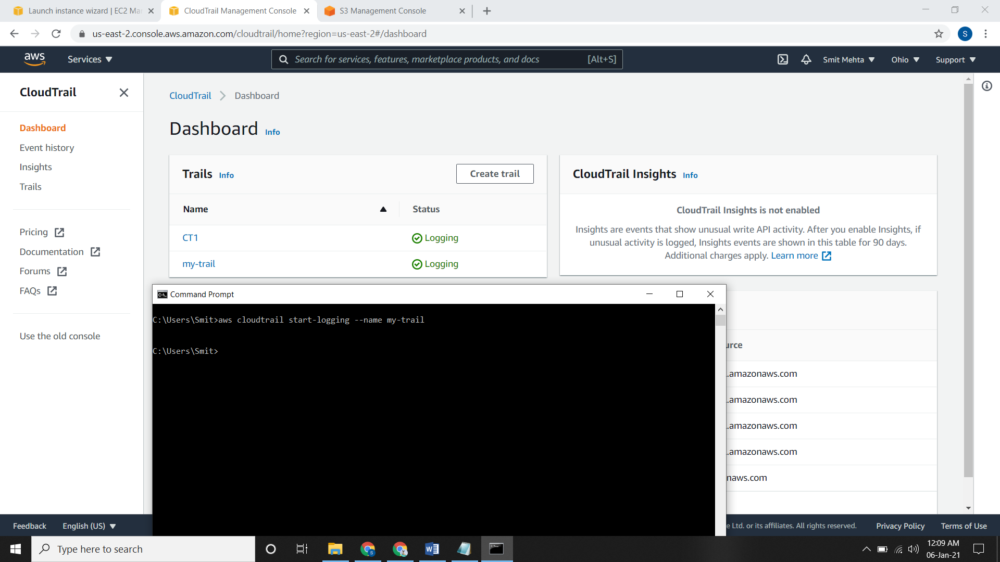 Launch instance wizard | EC2 Ma
CloudTrail Management Console
S3 Management Console
us-east-2.console.aws.amazon.com/cloudtrail/home?region=us-east-2#/dashboard
S
aws
Services
Search for services, features, marketplace products, and docs
[Alt+S]
Smit Mehta
Ohio
Support
CloudTrail
Dashboard
Event history
Insights
Trails
Pricing
Documentation
Forums
FAQs
Use the old console
CloudTrail
Dashboard
Dashboard Info
Trails Info
Create trail
Name
Status
CT1
Logging
my-trail
Logging
CloudTrail Insights Info
CloudTrail Insights is not enabled
Insights are events that show unusual write API activity. After you enable Insights, if
unusual activity is logged, Insights events are shown in this table for 90 days.
Additional charges apply. Learn more
Command Prompt
C:\Users\Smit>aws cloudtrail start-logging --name my-trail
C:\Users\Smit>
urce
.amazonaws.com
.amazonaws.com
.amazonaws.com
.amazonaws.com
naws.com
Feedback
English (US)
e Ltd. or its affiliates. All rights reserved.
Privacy Policy
Terms of Use
Type here to search
12:09 AM
06-Jan-21